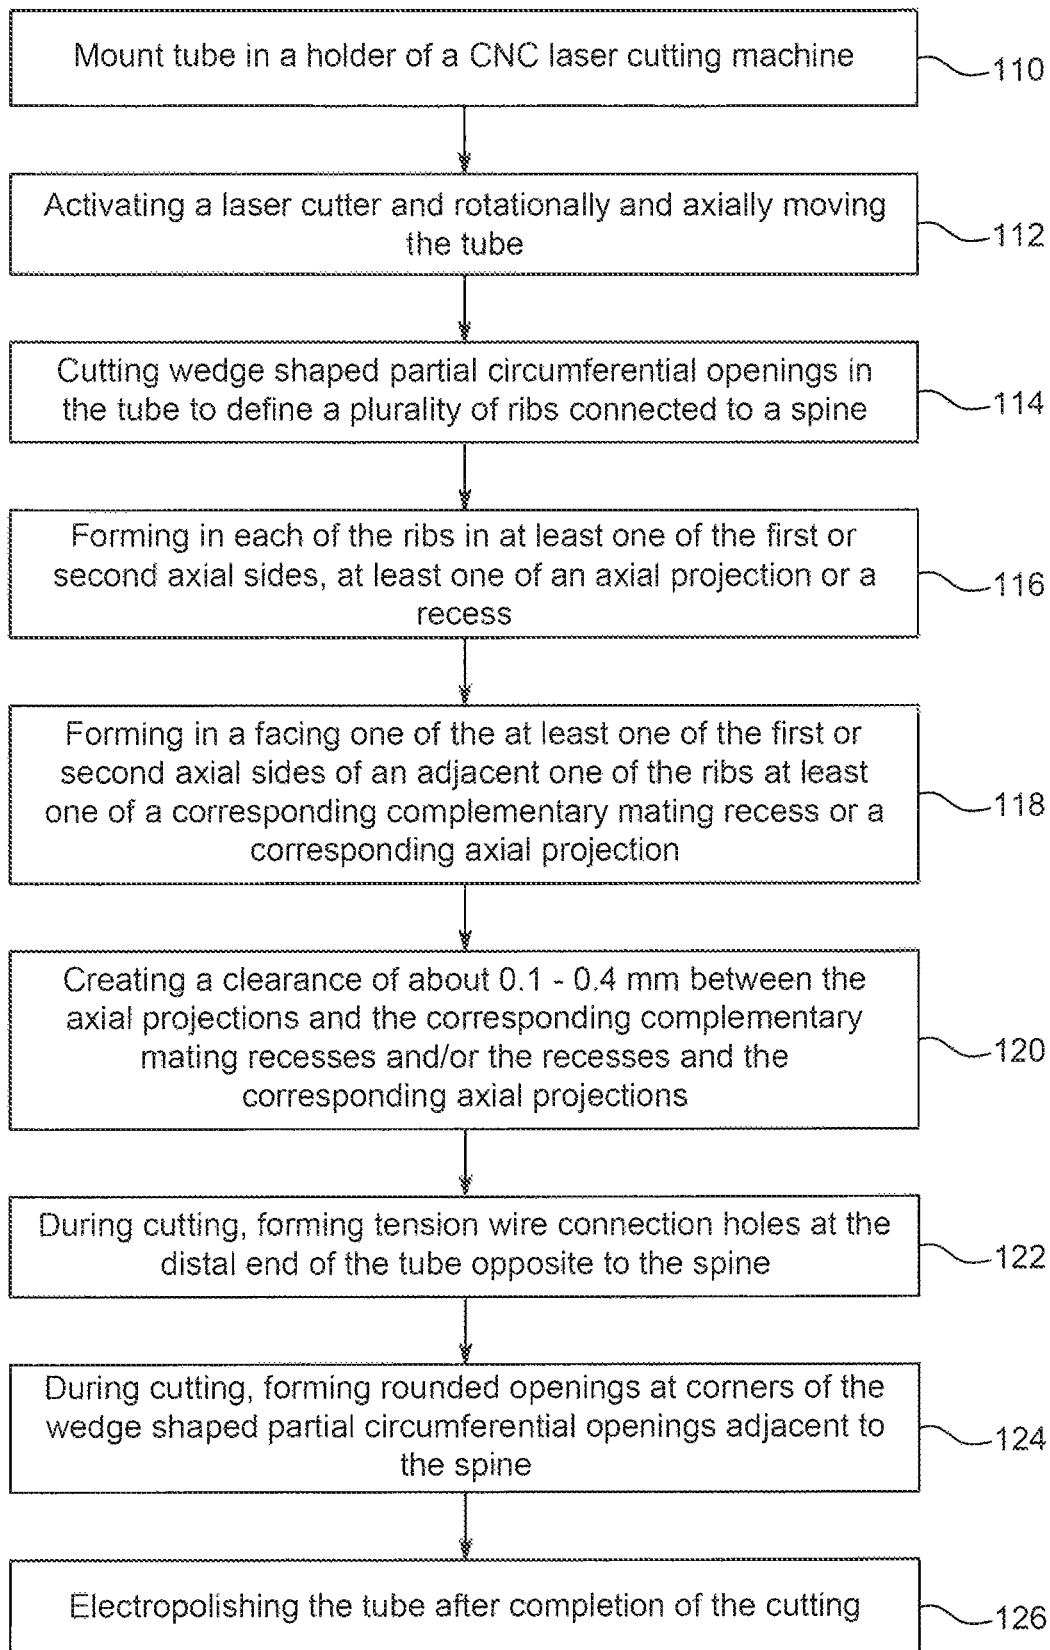 Mount tube in a holder of a CNC laser cutting machine
110
Activating a laser cutter and rotationally and axially moving
the tube
112
Cutting wedge shaped partial circumferential openings in
the tube to define a plurality of ribs connected to a spine
114
Forming in each of the ribs in at least one of the first or
second axial sides, at least one of an axial projection or a
recess
116
Forming in a facing one of the at least one of the first or
second axial sides of an adjacent one of the ribs at least
one of a corresponding complementary mating recess or a
corresponding axial projection
118
Creating a clearance of about 0.1 - 0.4 mm between the
axial projections and the corresponding complementary
mating recesses and/or the recesses and the
corresponding axial projections
120
During cutting, forming tension wire connection holes at the
distal end of the tube opposite to the spine
122
During cutting, forming rounded openings at corners of the
wedge shaped partial circumferential openings adjacent to
the spine
124
Electropolishing the tube after completion of the cutting
126